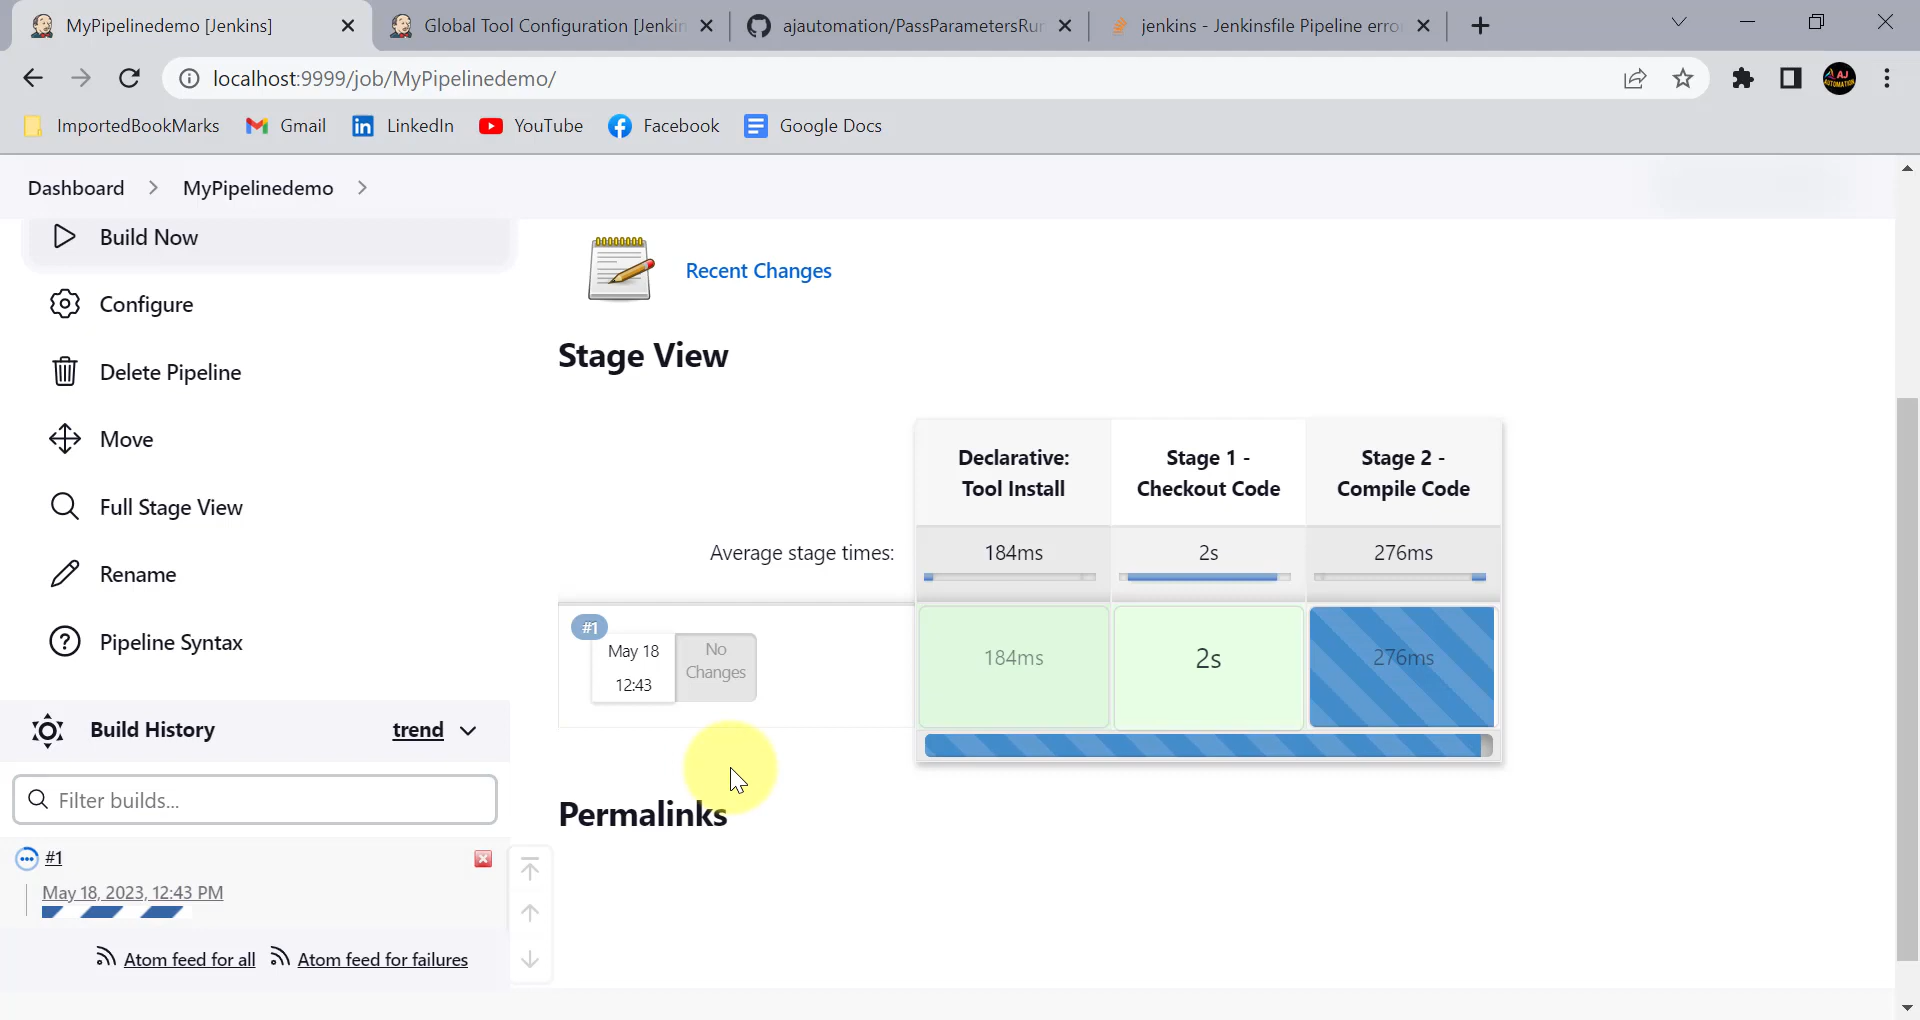 MyPipelinedemo [Jenkins]
Global Tool Configuration [Jenkin
ajautomation/PassParametersRun
jenkins - Jenkinsfile Pipeline erro
localhost:9999/job/MyPipelinedemo/
ImportedBookMarks
Gmail
LinkedIn
YouTube
Facebook
Google Docs
Dashboard
MyPipelinedemo
Build Now
Configure
Delete Pipeline
Move
Full Stage View
Rename
Pipeline Syntax
Build History
trend
Filter builds...
#1
May 18, 2023, 12:43 PM
Atom feed for all
Atom feed for failures
Recent Changes
Stage View
Declarative:
Tool Install
Stage 1 -
Checkout Code
Stage 2 -
Compile Code
Average stage times:
184ms
2s
276ms
#1
May 18
12:43
No
Changes
184ms
2s
276ms
Permalinks